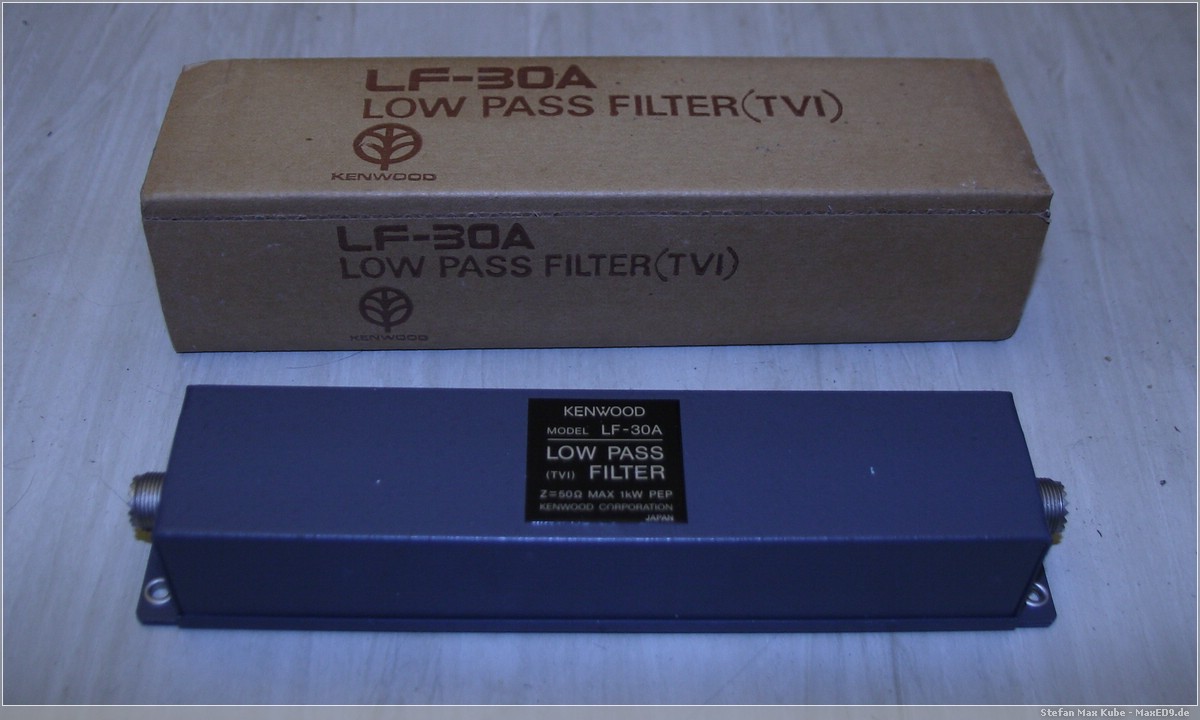 LF-30A
LOW PASS FILTER(TVI)
KENWOOD
LF-30A
LOW PASS FILTER(TVI)
KENWOOD
KENWOOD
MODEL LF-30A
LOW PASS
(TVI) FILTER
Z=50Ω MAX 1kW PEP
KENWOOD CORPORATION
JAPAN
Stefan Max Kube - MaxED9.de